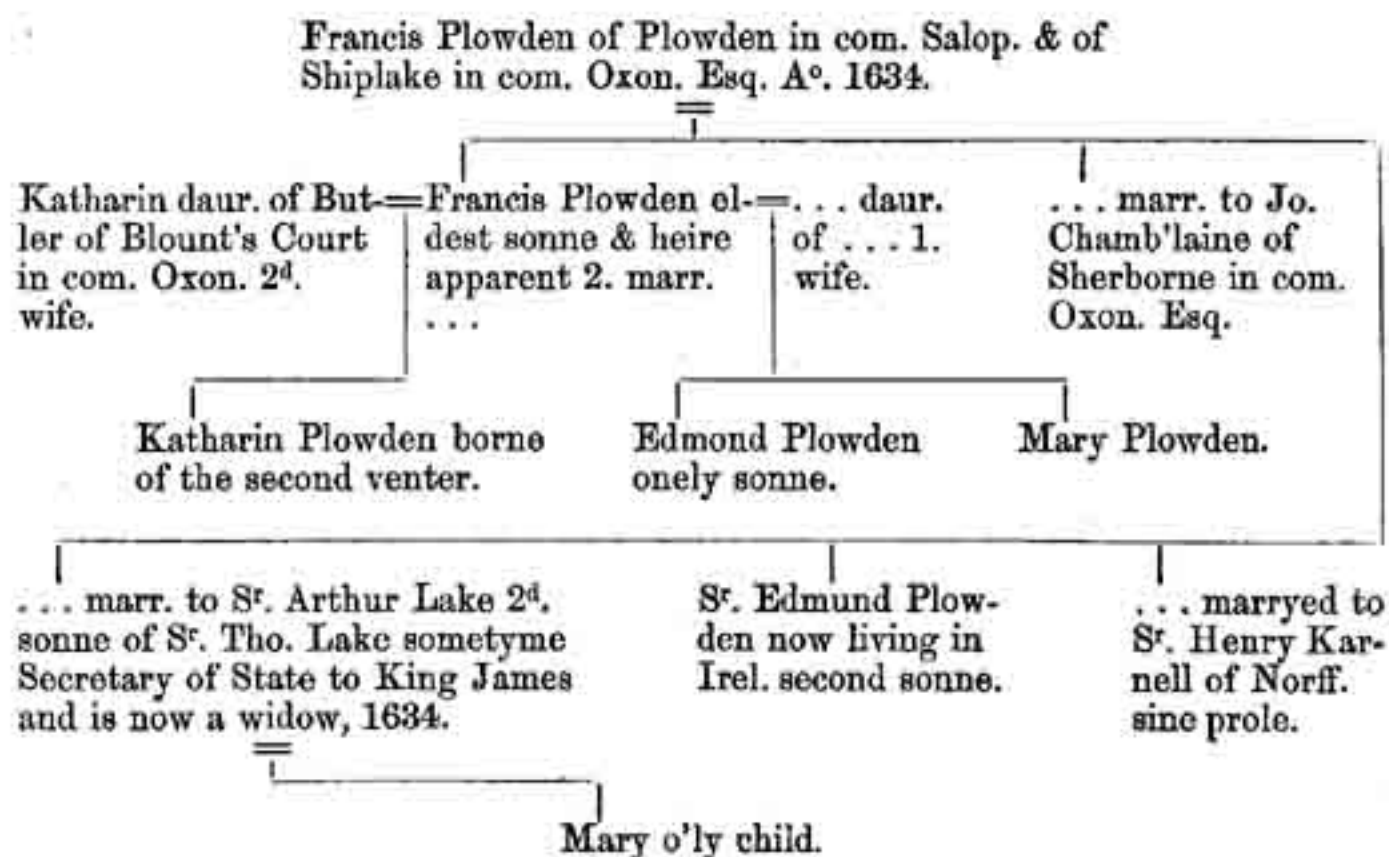 Francis Plowden of Plowden in com. Salop. & of
Shiplake in com. Oxon. Esq. Aº. 1634.
Katharin daur. of But-
ler of Blount's Court
in com. Oxon. 2ᵈ.
wife.
Francis Plowden el-
dest sonne & heire
apparent 2. marr.
. . .
. . . daur.
of . . . 1.
wife.
. . . marr. to Jo.
Chamb'laine of
Sherborne in com.
Oxon. Esq.
Katharin Plowden borne
of the second venter.
Edmond Plowden
onely sonne.
Mary Plowden.
. . . marr. to Sʳ. Arthur Lake 2ᵈ.
sonne of Sʳ. Tho. Lake sometyme
Secretary of State to King James
and is now a widow, 1634.
Sʳ. Edmund Plow-
den now living in
Irel. second sonne.
. . . marryed to
Sʳ. Henry Kar-
nell of Norff.
sine prole.
Mary o'ly child.